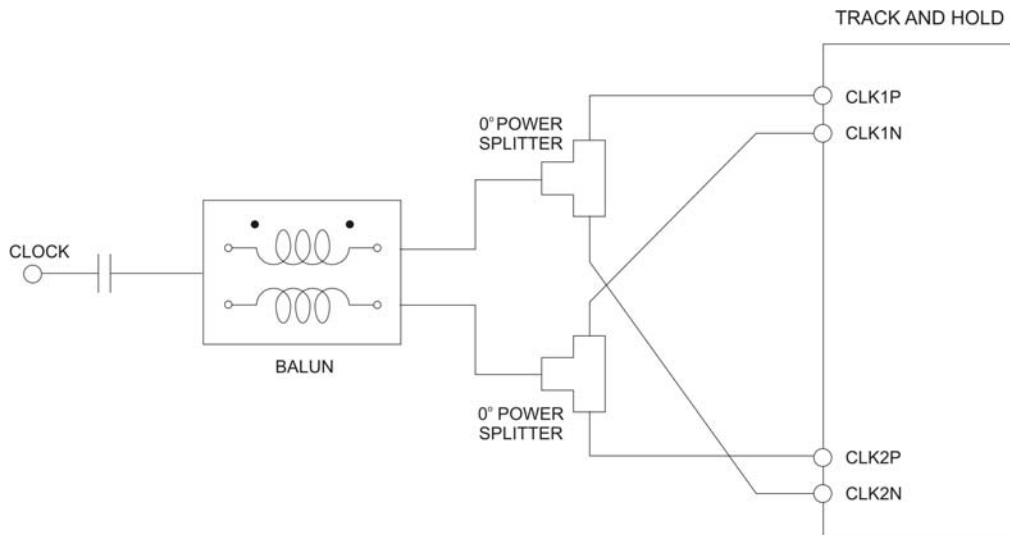 TRACK AND HOLD
CLK1P
0° POWER
SPLITTER
CLK1N
CLOCK
BALUN
0° POWER
SPLITTER
CLK2P
CLK2N